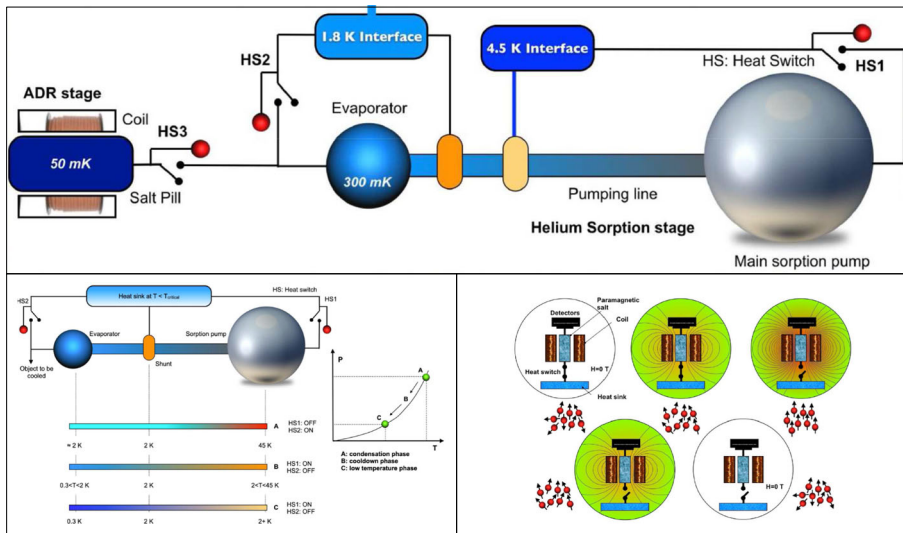 1.8 K Interface
4.5 K Interface
HS: Heat Switch
HS1
HS2
ADR stage
Coil
HS3
Evaporator
50 mK
300 mK
Salt Pill
Pumping line
Helium Sorption stage
Main sorption pump
Heat sink at T < Tcritical
HS: Heat switch
HS2
HS1
Evaporator
Sorption pump
Object to be
cooled
Shunt
P
A
B
C
T
A: condensation phase
B: cooldown phase
C: low temperature phase
A
HS1: OFF
HS2: ON
≈ 2 K
2 K
45 K
B
HS1: ON
HS2: OFF
0.3<T<2 K
2 K
2<T<45 K
C
HS1: ON
HS2: OFF
0.3 K
2 K
2+ K
Detectors
Paramagnetic
salt
Coil
Heat switch
H=0 T
Heat sink
H=0 T